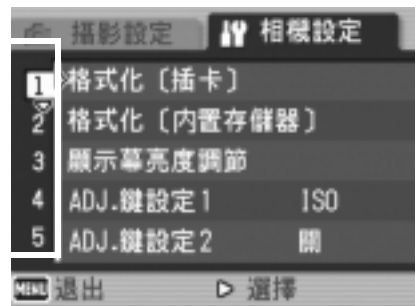 攝影設定 相機設定
1 格式化〔插卡〕
2 格式化〔内置存儲器〕
3 顯示幕亮度調節
4 ADJ.鍵設定1 ISO
5 ADJ.鍵設定2 關
MENU 退出 選擇